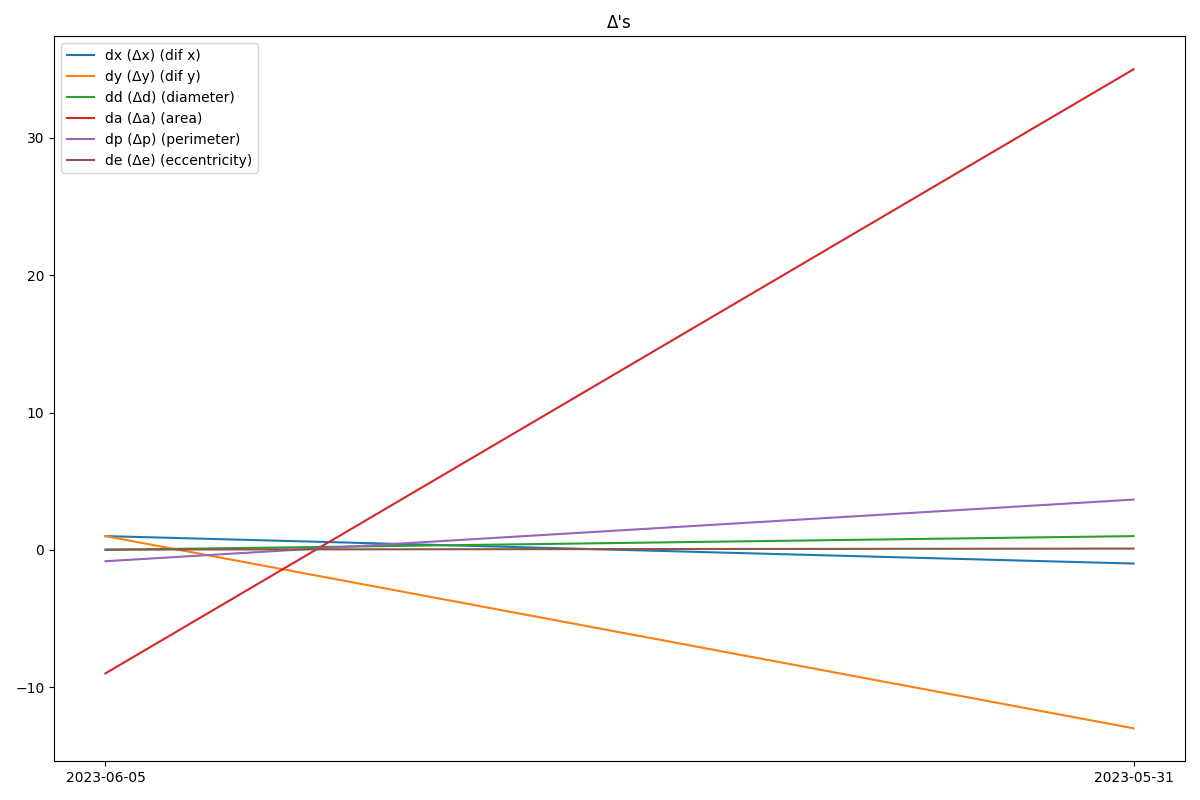 Δ's
dx (Δx) (dif x)
dy (Δy) (dif y)
dd (Δd) (diameter)
da (Δa) (area)
dp (Δp) (perimeter)
de (Δe) (eccentricity)
30
20
10
0
−10
2023-06-05 2023-05-31